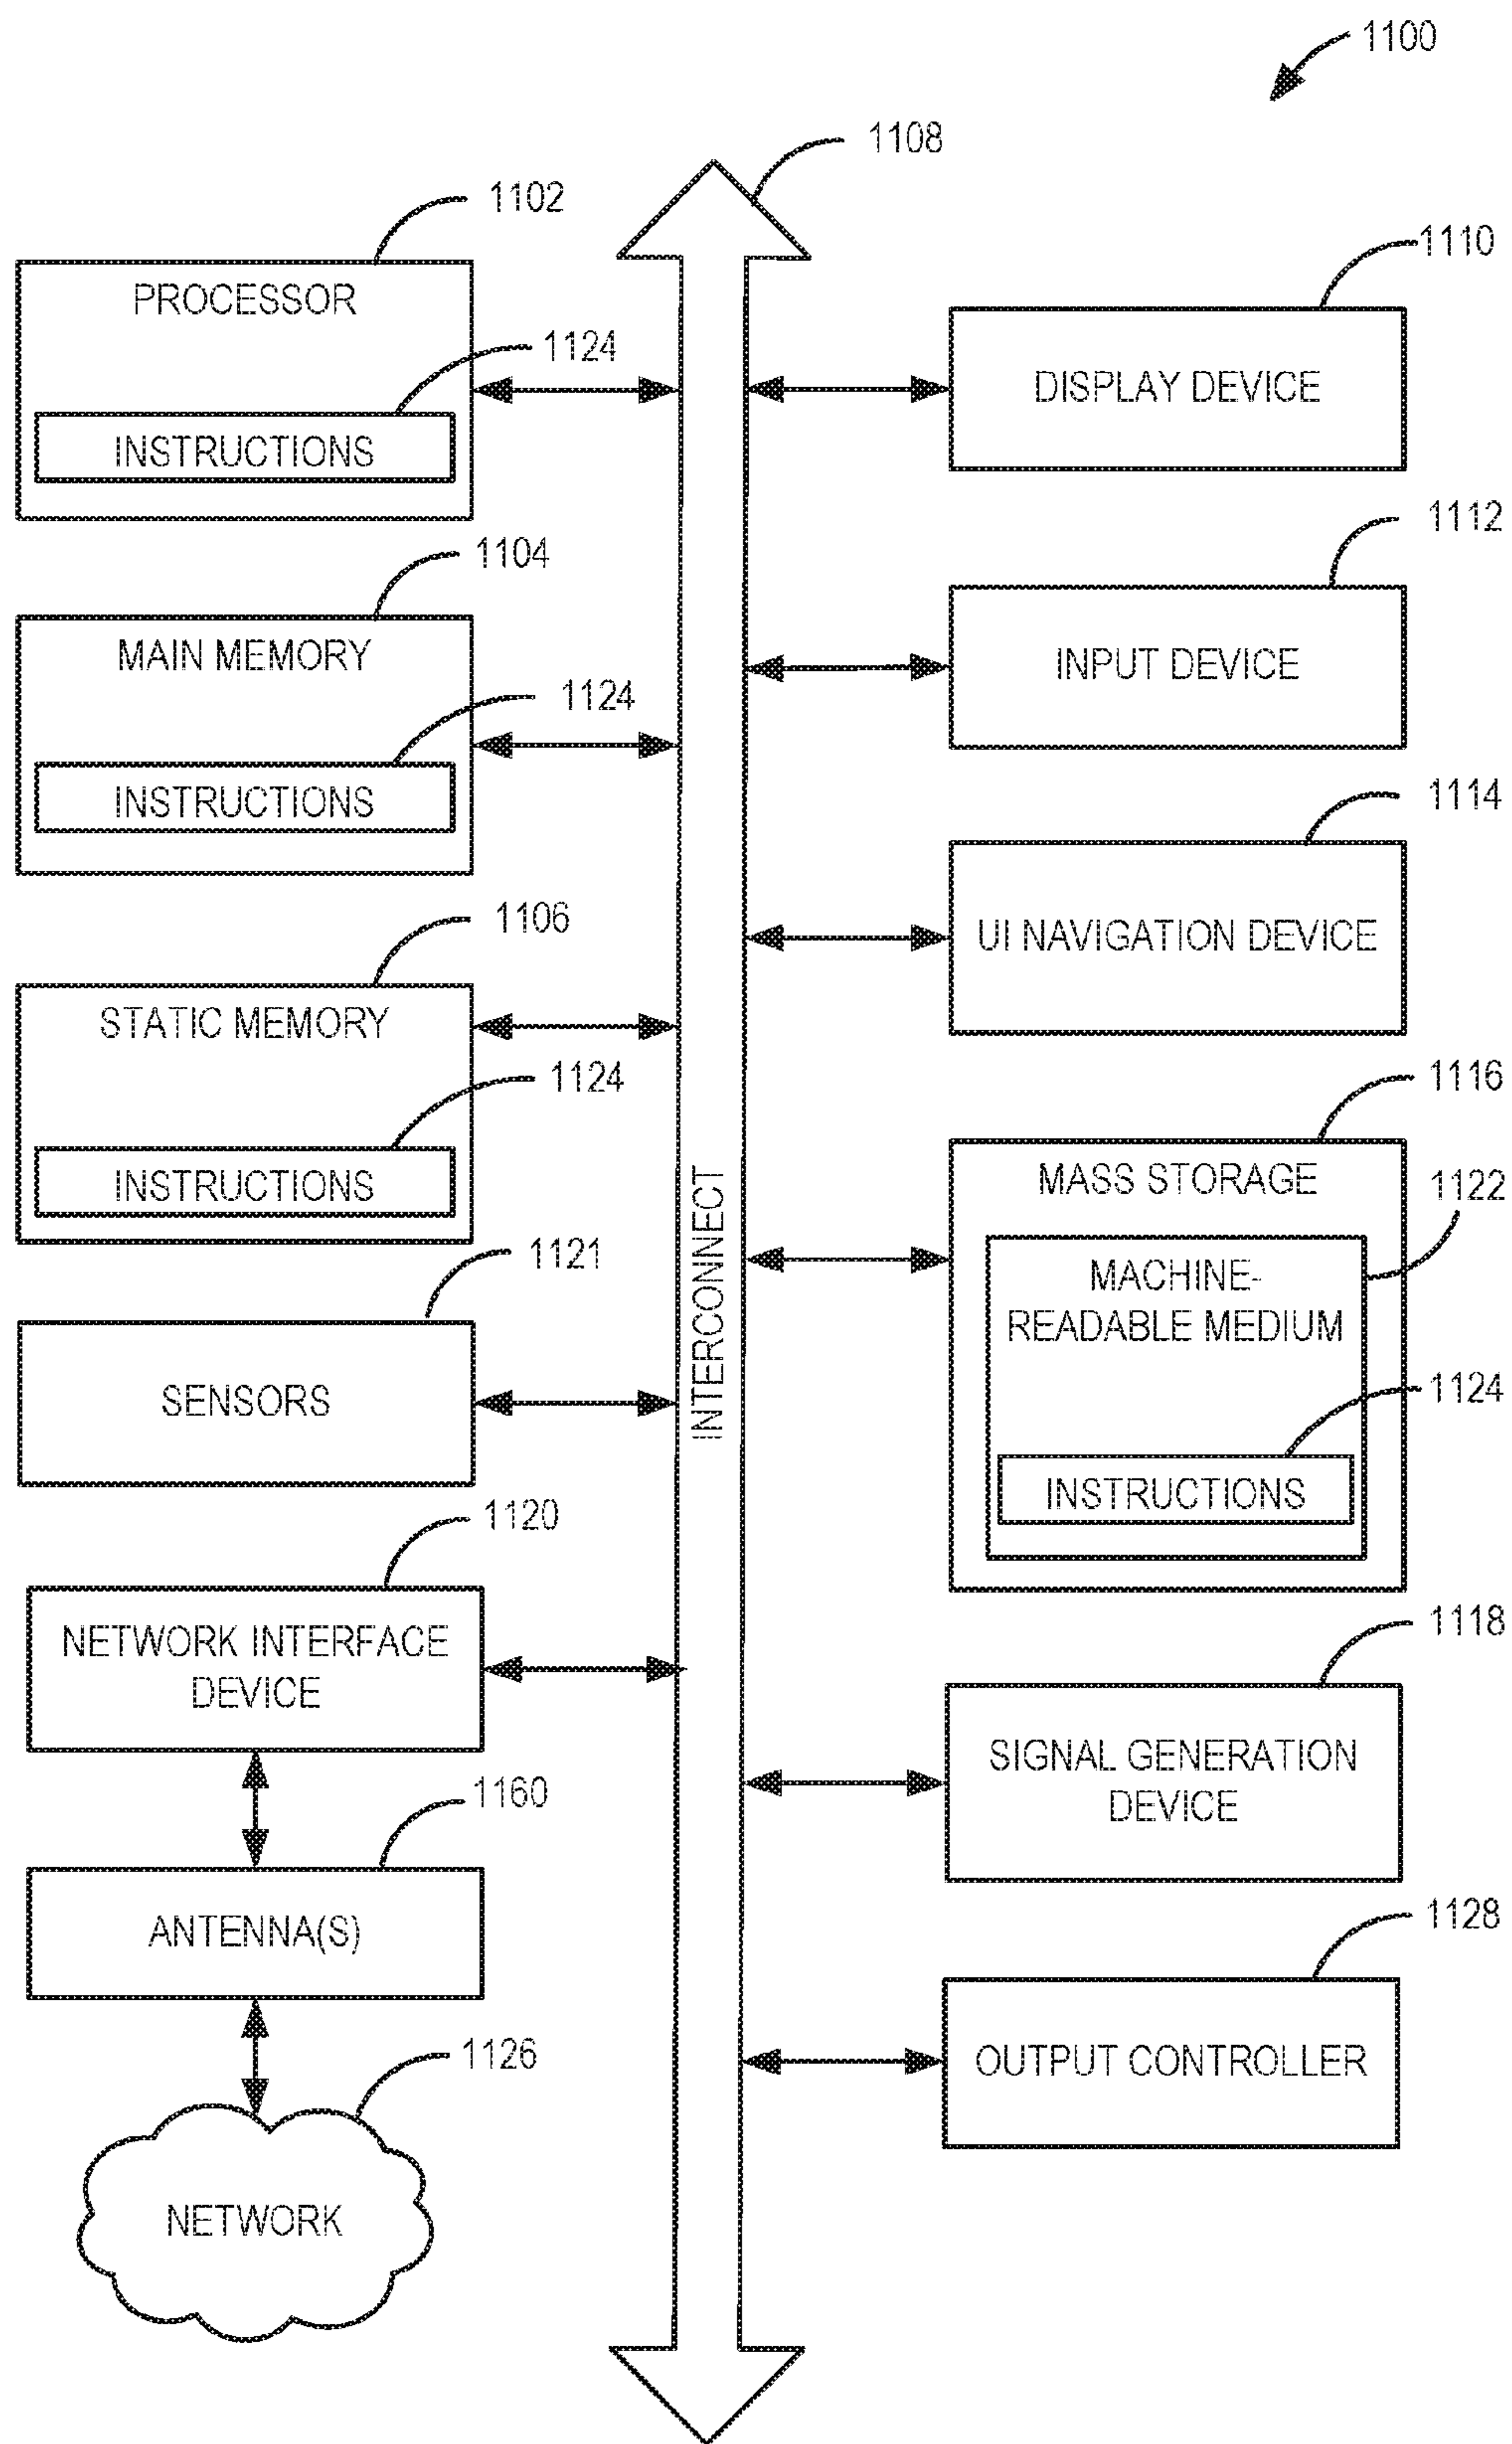 1100
1108
1102
PROCESSOR
1124
INSTRUCTIONS
1104
MAIN MEMORY
1124
INSTRUCTIONS
1106
STATIC MEMORY
1124
INSTRUCTIONS
1121
SENSORS
1120
NETWORK INTERFACE
DEVICE
1160
ANTENNA(S)
1126
NETWORK
INTERCONNECT
1110
DISPLAY DEVICE
1112
INPUT DEVICE
1114
UI NAVIGATION DEVICE
1116
MASS STORAGE
1122
MACHINE-
READABLE MEDIUM
1124
INSTRUCTIONS
1118
SIGNAL GENERATION
DEVICE
1128
OUTPUT CONTROLLER